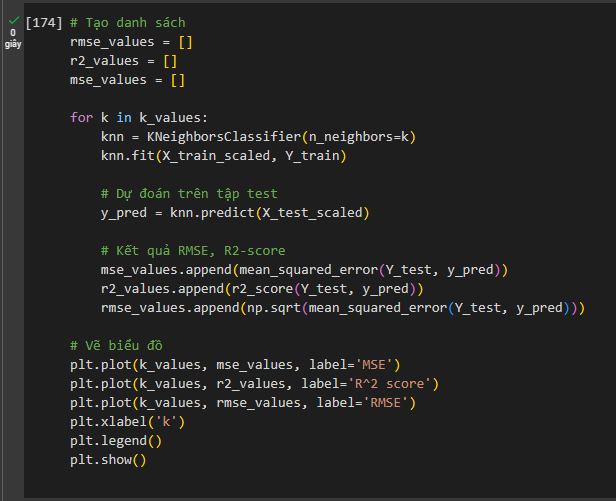 [174] # Tạo danh sách
0
giây
rmse_values = []
r2_values = []
mse_values = []
for k in k_values:
knn = KNeighborsClassifier(n_neighbors=k)
knn.fit(X_train_scaled, Y_train)
# Dự đoán trên tập test
y_pred = knn.predict(X_test_scaled)
# Kết quả RMSE, R2-score
mse_values.append(mean_squared_error(Y_test, y_pred))
r2_values.append(r2_score(Y_test, y_pred))
rmse_values.append(np.sqrt(mean_squared_error(Y_test, y_pred)))
# Vẽ biểu đồ
plt.plot(k_values, mse_values, label='MSE')
plt.plot(k_values, r2_values, label='R^2 score')
plt.plot(k_values, rmse_values, label='RMSE')
plt.xlabel('k')
plt.legend()
plt.show()